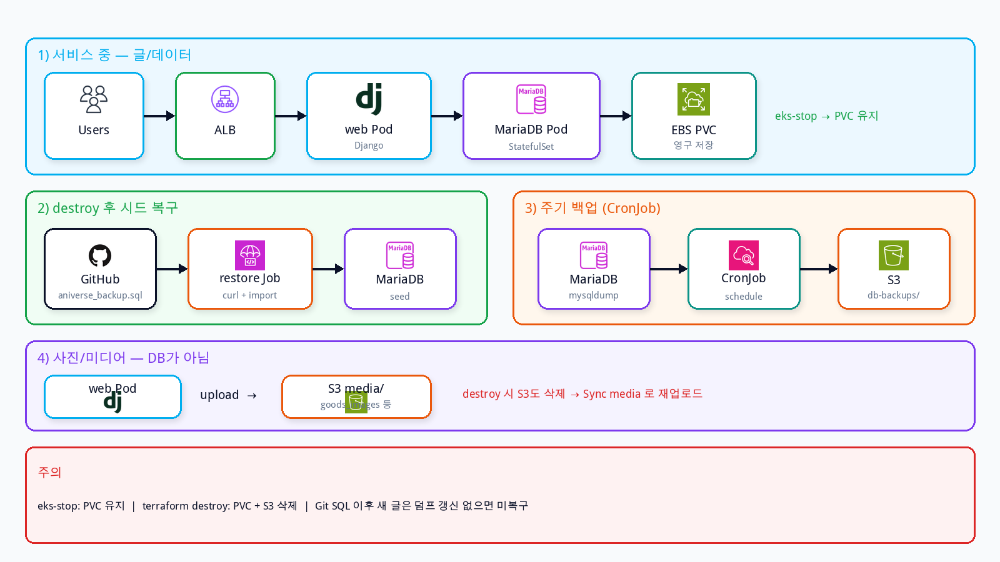 1) 서비스 중 — 글/데이터
Users
ALB
dj
web Pod
Django
MariaDB
MariaDB Pod
StatefulSet
EBS PVC
영구 저장
eks-stop → PVC 유지
2) destroy 후 시드 복구
GitHub
aniverse_backup.sql
restore Job
curl + import
MariaDB
MariaDB
seed
3) 주기 백업 (CronJob)
MariaDB
MariaDB
mysqldump
CronJob
schedule
S3
db-backups/
4) 사진/미디어 — DB가 아님
web Pod
dj
upload →
S3 media/
goods_images 등
destroy 시 S3도 삭제 → Sync media 로 재업로드
주의
eks-stop: PVC 유지 | terraform destroy: PVC + S3 삭제 | Git SQL 이후 새 글은 덤프 갱신 없으면 미복구